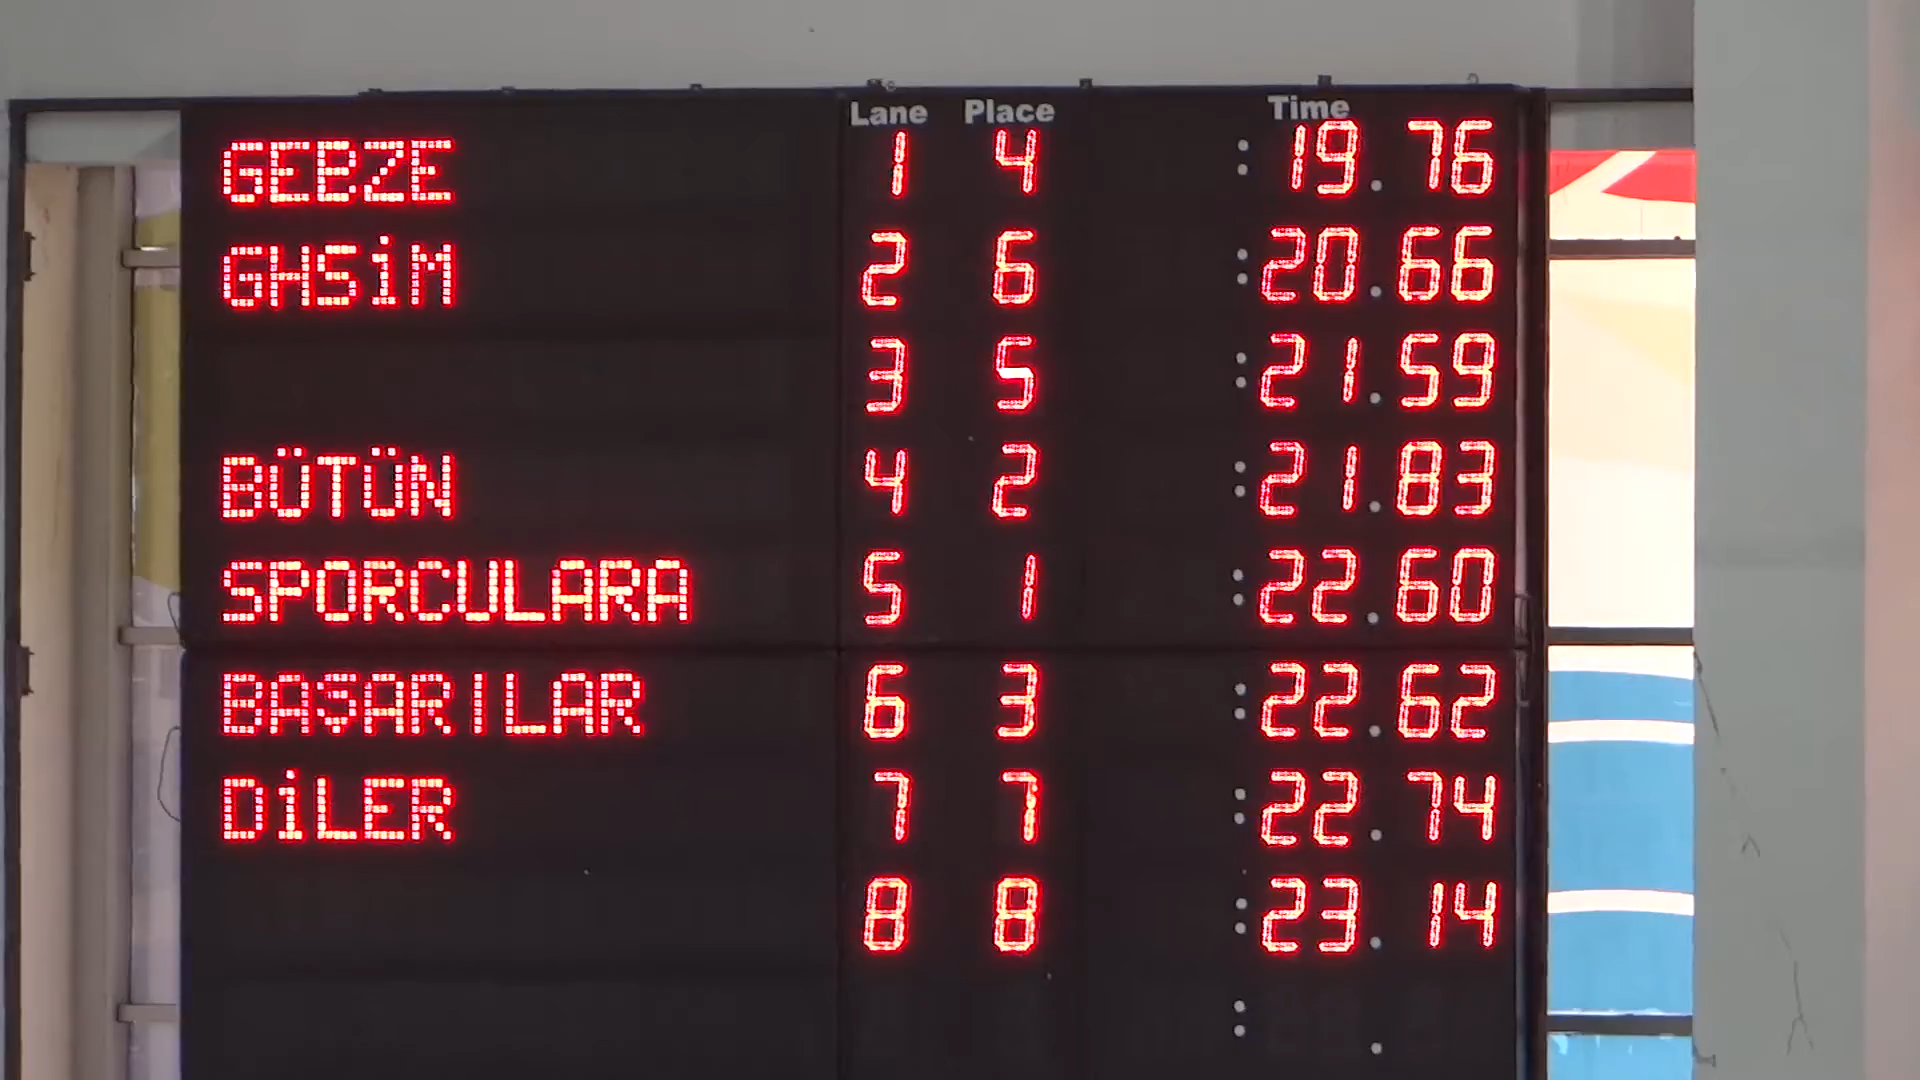 Lane Place Time
GEBZE 1 4 : 19.76
GHSiM 2 6 : 20.66
3 5 : 21.59
BÜTÜN 4 2 : 21.83
SPORCULARA 5 1 : 22.60
BAŞARILAR 6 3 : 22.62
DiLER 7 7 : 22.74
8 8 : 23.14